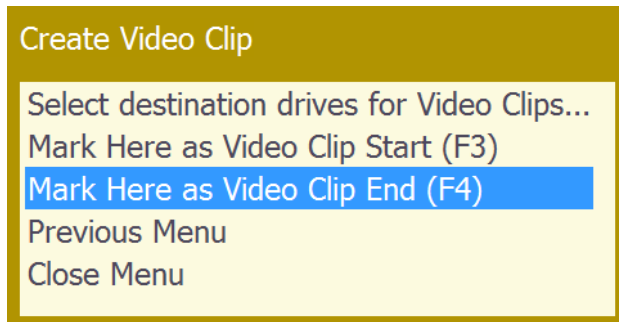 Create Video Clip
Select destination drives for Video Clips...
Mark Here as Video Clip Start (F3)
Mark Here as Video Clip End (F4)
Previous Menu
Close Menu